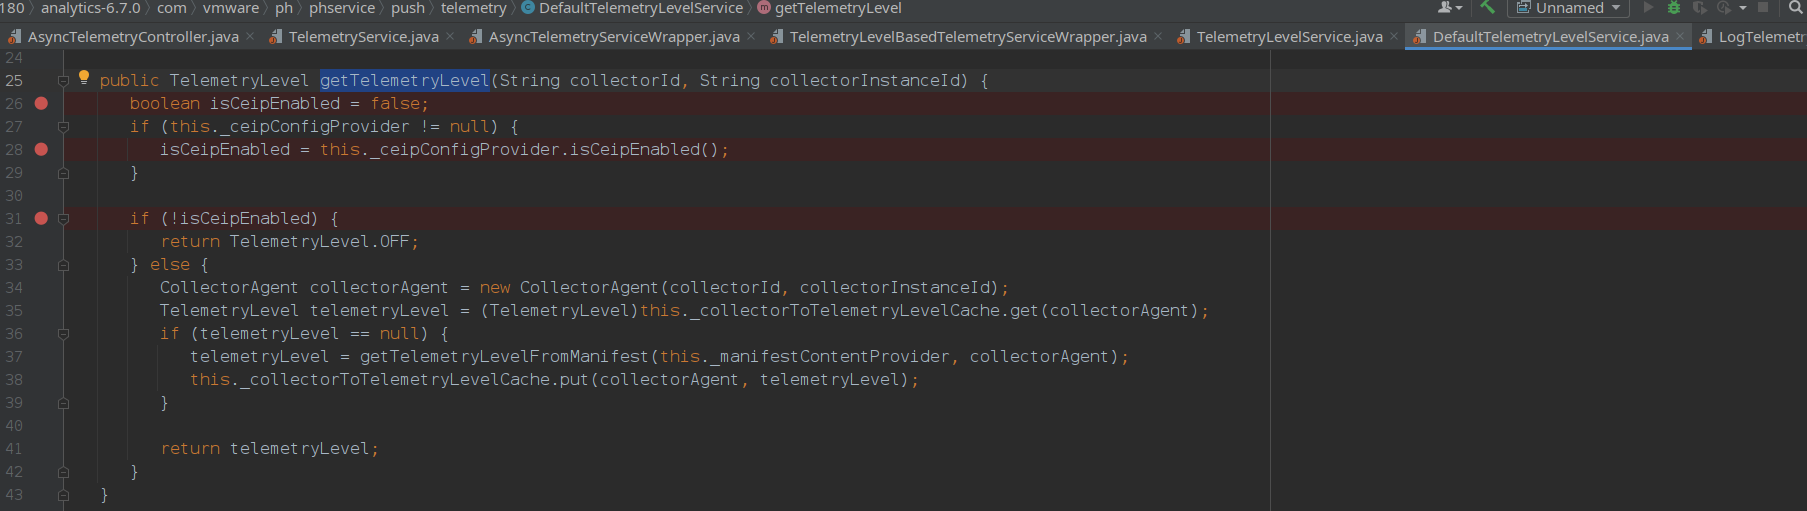 180 › analytics-6.7.0 › com › vmware › ph › phservice › push › telemetry › DefaultTelemetryLevelService › getTelemetryLevel Unnamed
AsyncTelemetryController.java TelemetryService.java AsyncTelemetryServiceWrapper.java TelemetryLevelBasedTelemetryServiceWrapper.java TelemetryLevelService.java DefaultTelemetryLevelService.java LogTelemetr
24
25 public TelemetryLevel getTelemetryLevel(String collectorId, String collectorInstanceId) {
26 boolean isCeipEnabled = false;
27 if (this._ceipConfigProvider != null) {
28 isCeipEnabled = this._ceipConfigProvider.isCeipEnabled();
29 }
30
31 if (!isCeipEnabled) {
32 return TelemetryLevel.OFF;
33 } else {
34 CollectorAgent collectorAgent = new CollectorAgent(collectorId, collectorInstanceId);
35 TelemetryLevel telemetryLevel = (TelemetryLevel)this._collectorToTelemetryLevelCache.get(collectorAgent);
36 if (telemetryLevel == null) {
37 telemetryLevel = getTelemetryLevelFromManifest(this._manifestContentProvider, collectorAgent);
38 this._collectorToTelemetryLevelCache.put(collectorAgent, telemetryLevel);
39 }
40
41 return telemetryLevel;
42 }
43 }